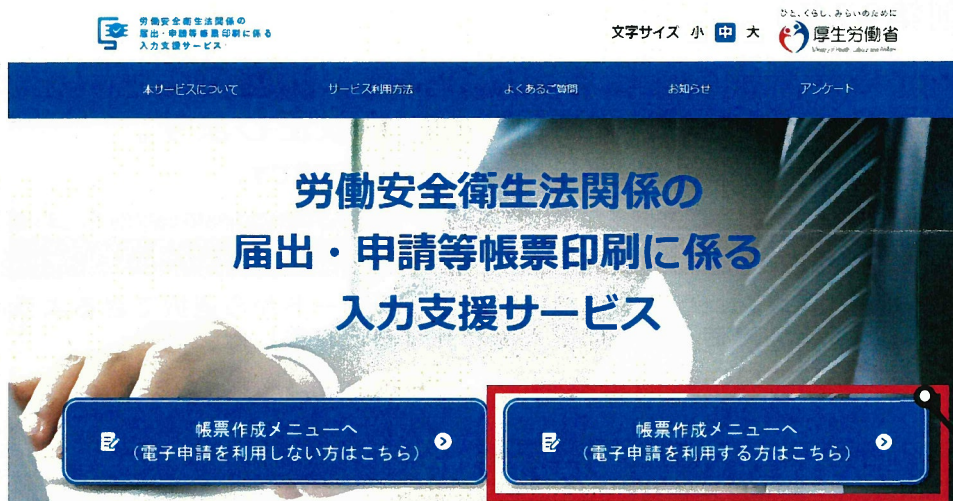 労働安全衛生法関係の
届出・申請等帳票印刷に係る
入力支援サービス
文字サイズ 小 中 大
ひと、くらし、みらいのために
厚生労働省
Ministry of Health, Labour and Welfare
本サービスについて サービス利用方法 よくあるご質問 お知らせ アンケート
労働安全衛生法関係の
届出・申請等帳票印刷に係る
入力支援サービス
帳票作成メニューへ
（電子申請を利用しない方はこちら）
帳票作成メニューへ
（電子申請を利用する方はこちら）